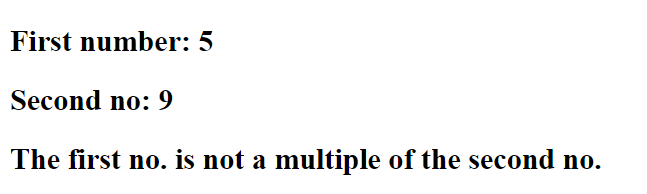 First number: 5
Second no: 9
The first no. is not a multiple of the second no.